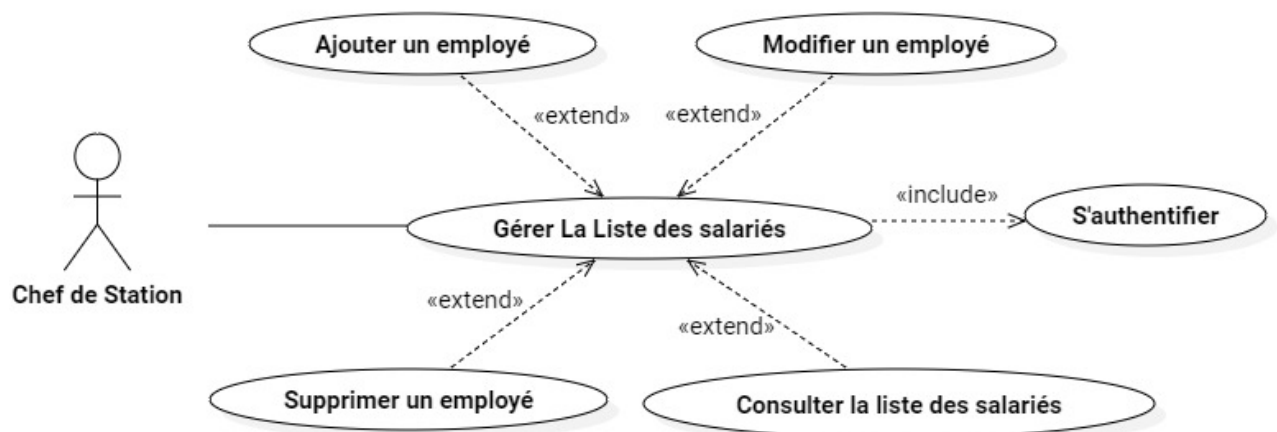 Ajouter un employé
Modifier un employé
«extend»
«extend»
«include»
S'authentifier
Gérer La Liste des salariés
Chef de Station
«extend»
«extend»
Supprimer un employé
Consulter la liste des salariés